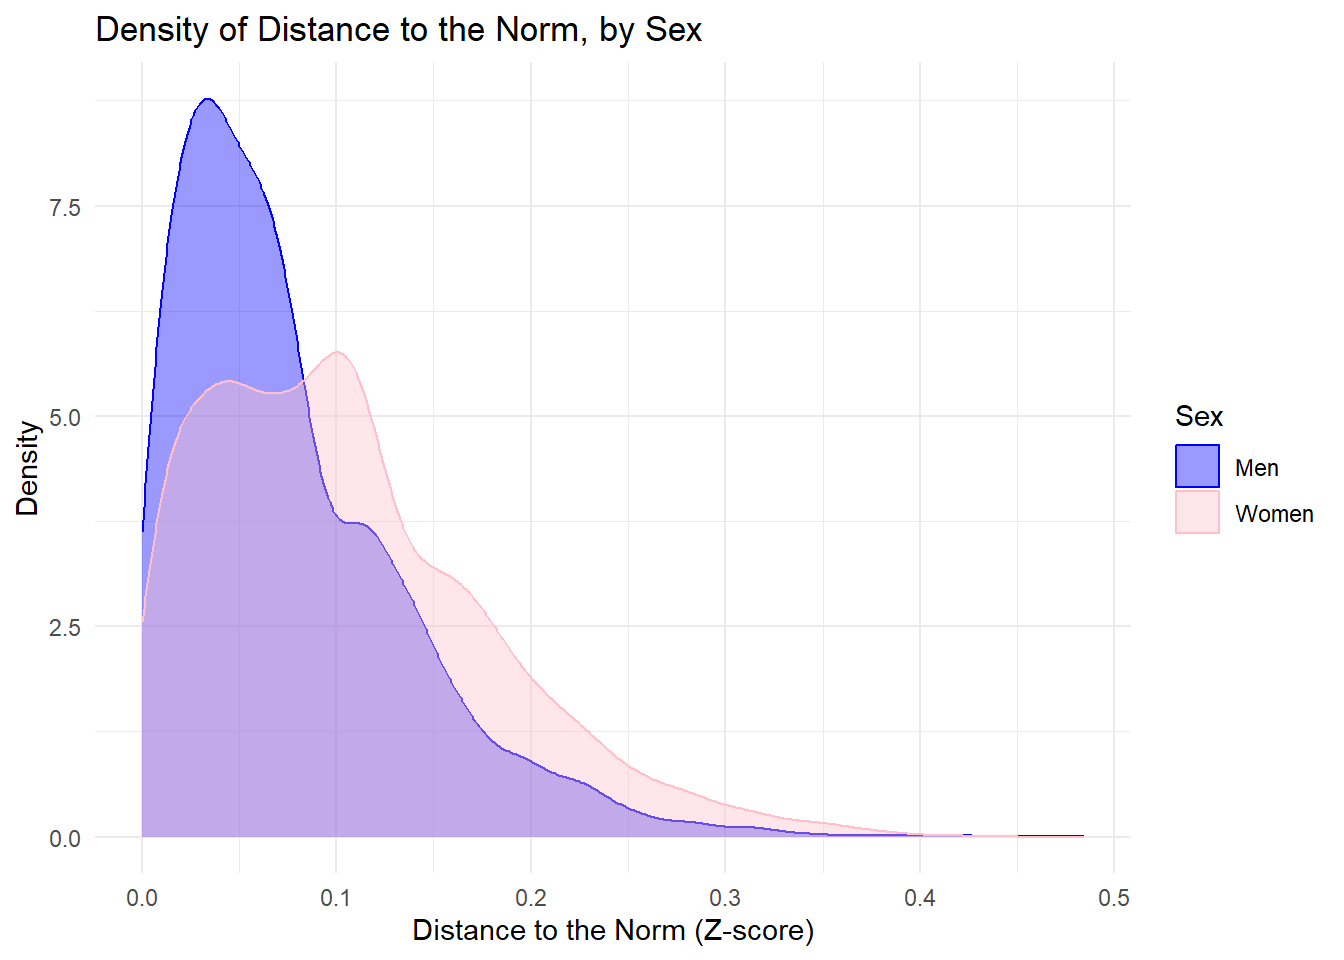 Density of Distance to the Norm, by Sex
7.5
5.0
2.5
0.0
Density
0.0 0.1 0.2 0.3 0.4 0.5
Distance to the Norm (Z-score)
Sex
Men
Women